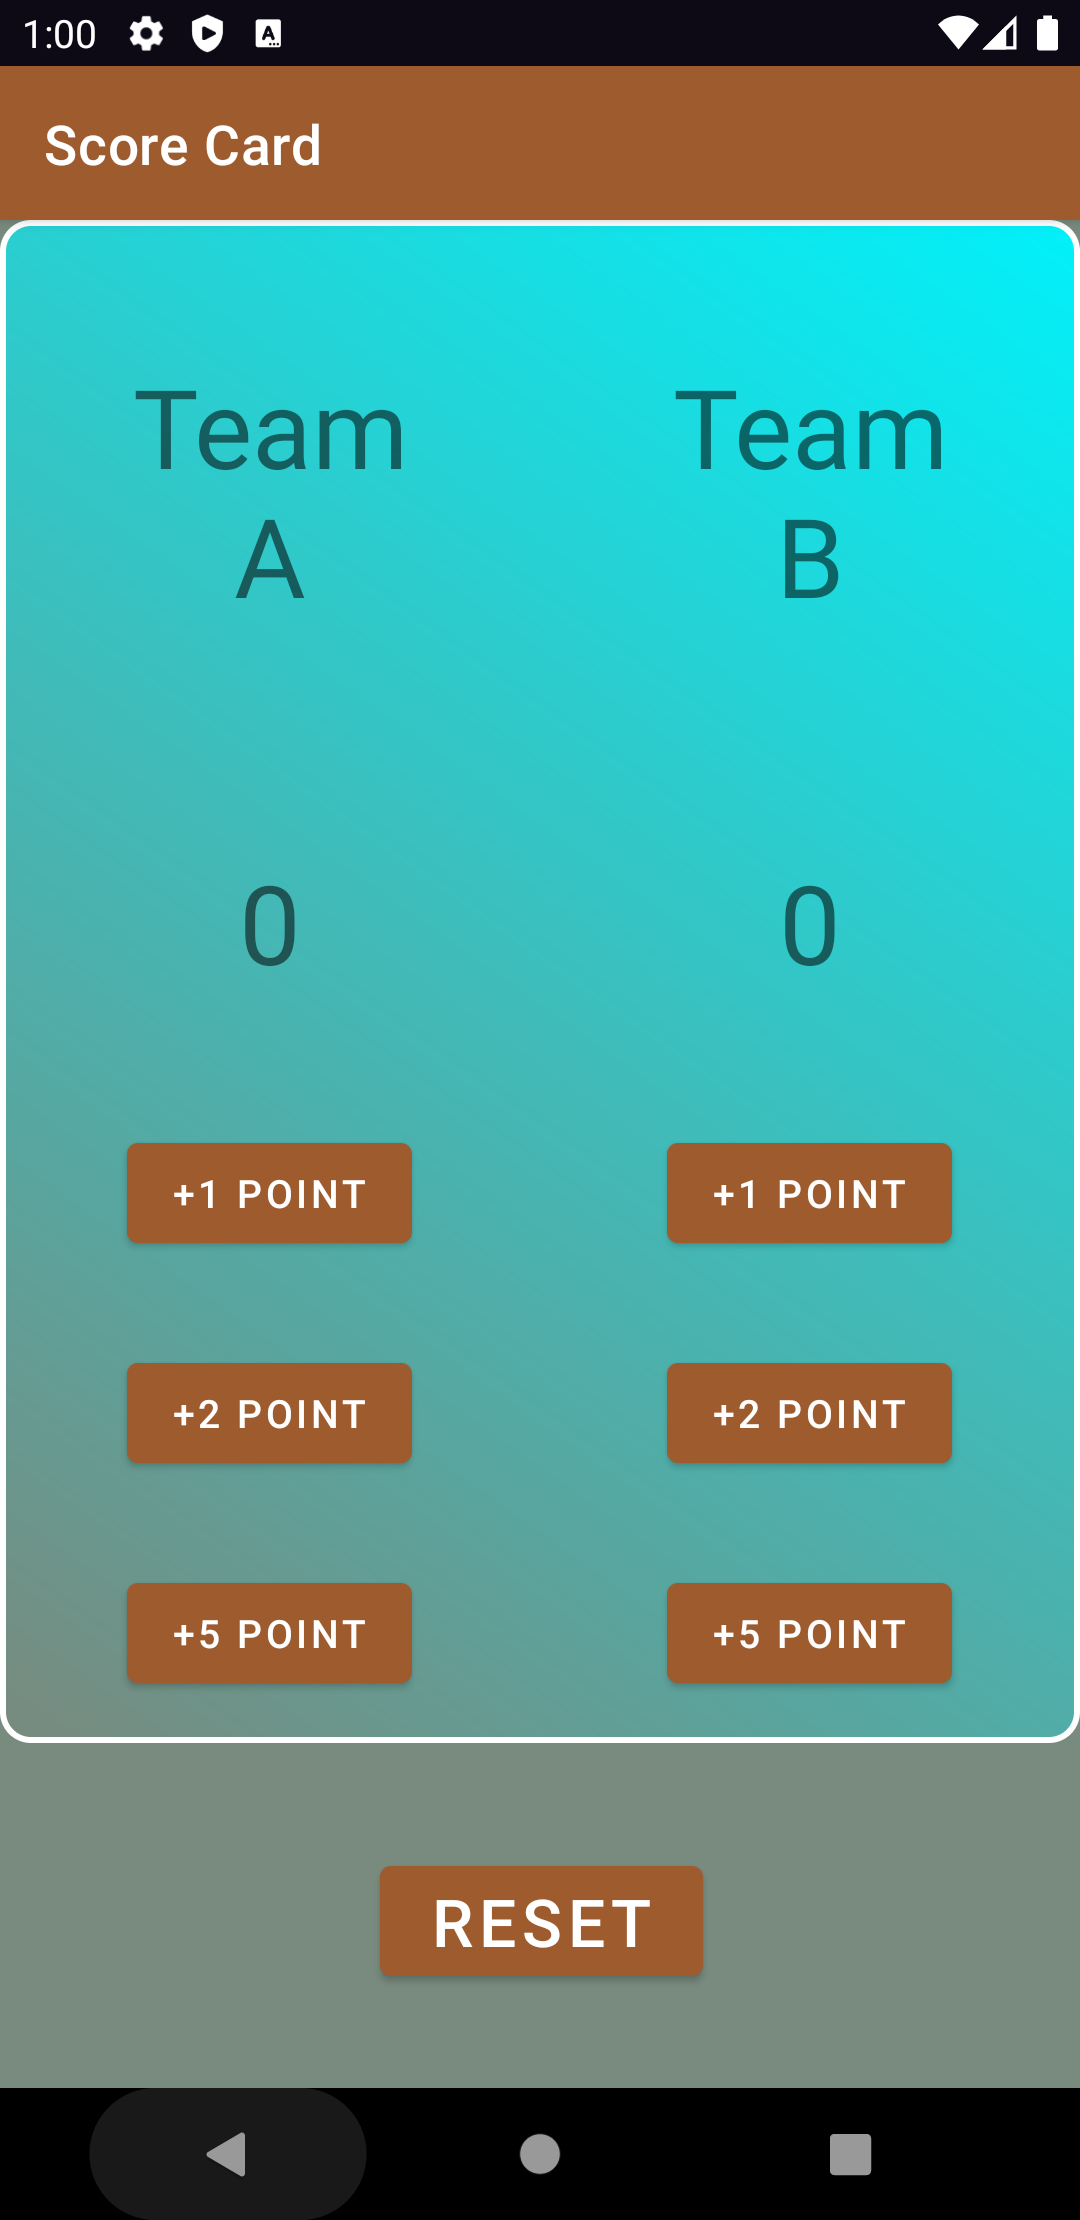 1:00
Score Card
Team
A
Team
B
0
0
+1 POINT
+1 POINT
+2 POINT
+2 POINT
+5 POINT
+5 POINT
RESET